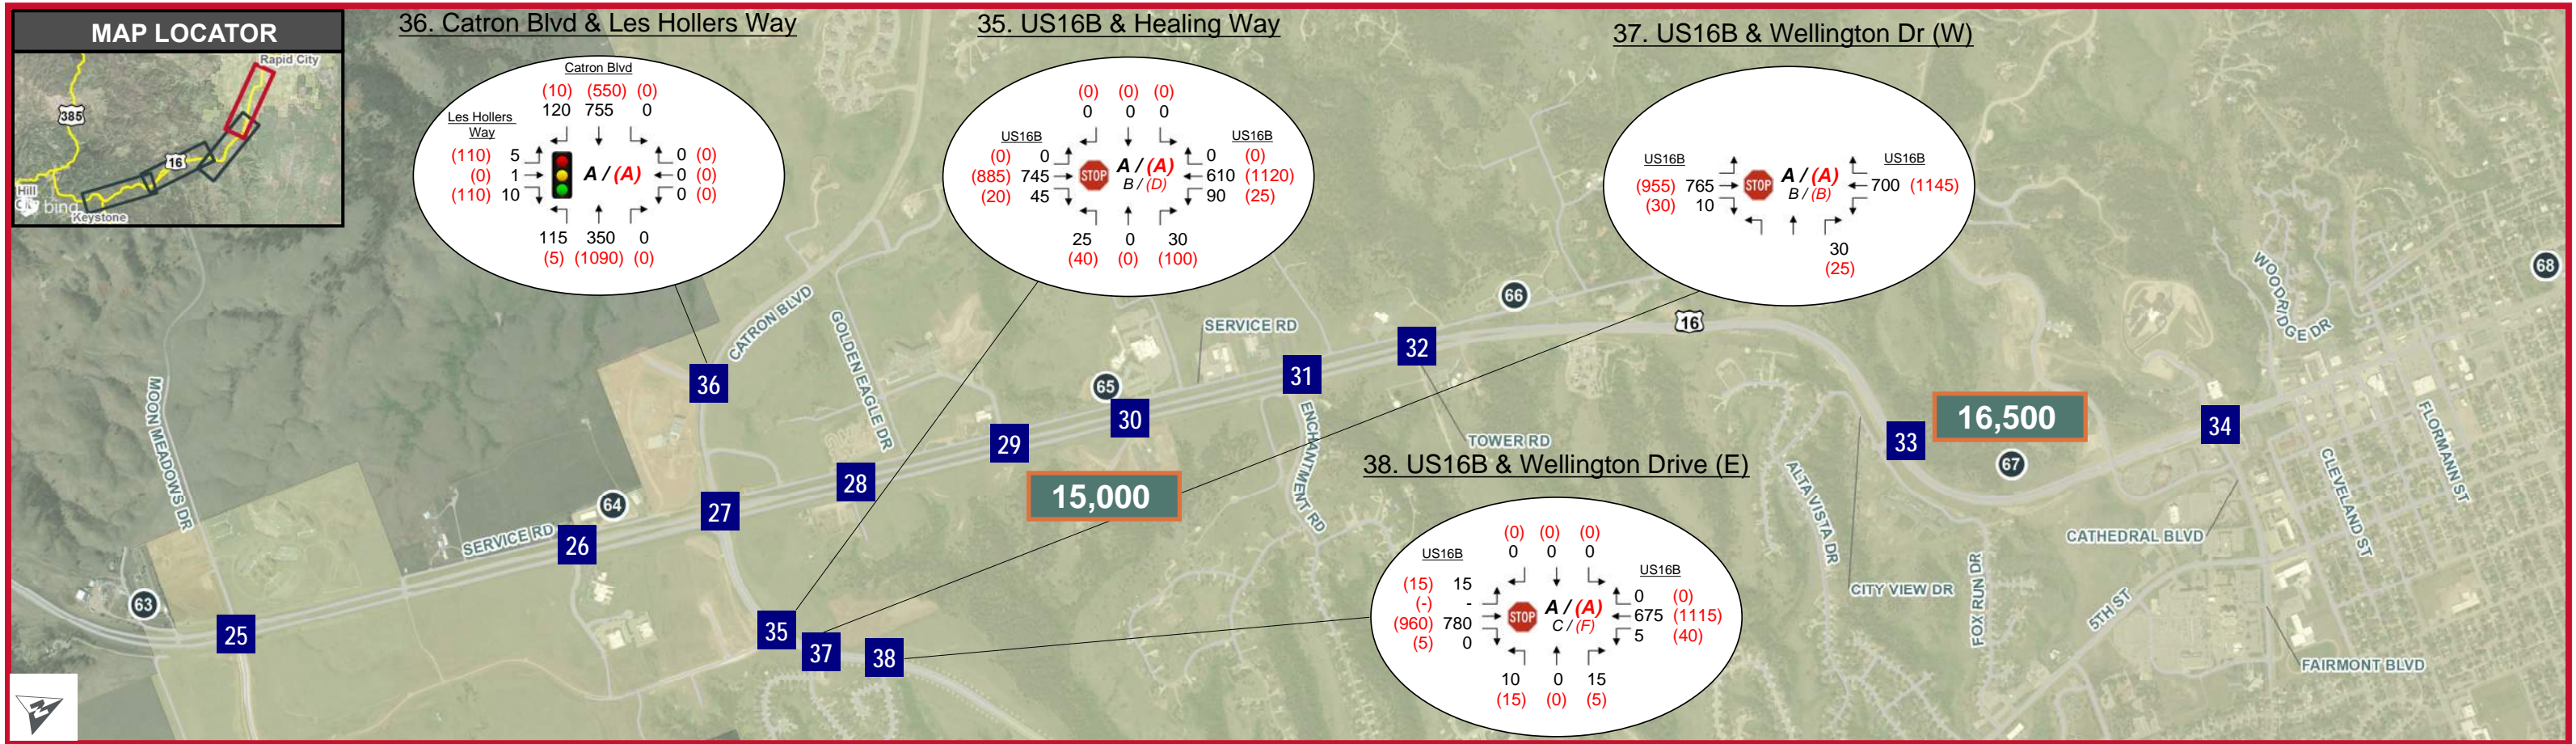 MAP LOCATOR
Rapid City
385
16
Hill
bing
Keystone
36. Catron Blvd & Les Hollers Way
Catron Blvd
(10) (550) (0)
120 755 0
Les Hollers
Way
(110) 5
(0) 1
(110) 10
A / (A)
0 (0)
0 (0)
0 (0)
115 350 0
(5) (1090) (0)
35. US16B & Healing Way
(0) (0) (0)
0 0 0
US16B
(0) 0
(885) 745
(20) 45
STOP
A / (A)
B / (D)
US16B
0 (0)
610 (1120)
90 (25)
25 0 30
(40) (0) (100)
37. US16B & Wellington Dr (W)
US16B
(955) 765
(30) 10
STOP
A / (A)
B / (B)
US16B
700 (1145)
30
(25)
38. US16B & Wellington Drive (E)
(0) (0) (0)
0 0 0
US16B
(15) 15
(-) -
(960) 780
(5) 0
STOP
A / (A)
C / (F)
US16B
0 (0)
675 (1115)
5 (40)
10 0 15
(15) (0) (5)
MOON MEADOWS DR
63
25
SERVICE RD
64
26
27
36
CATRON BLVD
GOLDEN EAGLE DR
28
29
35
37
38
15,000
65
30
SERVICE RD
31
ENCHANTMENT RD
32
TOWER RD
66
16
ALTA VISTA DR
CITY VIEW DR
33
16,500
67
FOX RUN DR
5TH ST
CATHEDRAL BLVD
34
WOODRIDGE DR
68
FLORMANN ST
CLEVELAND ST
FAIRMONT BLVD